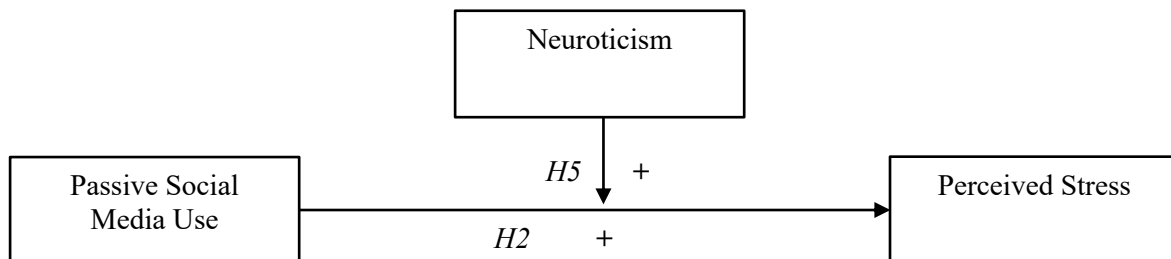 Neuroticism
H5 +
Passive Social
Media Use
Perceived Stress
H2 +